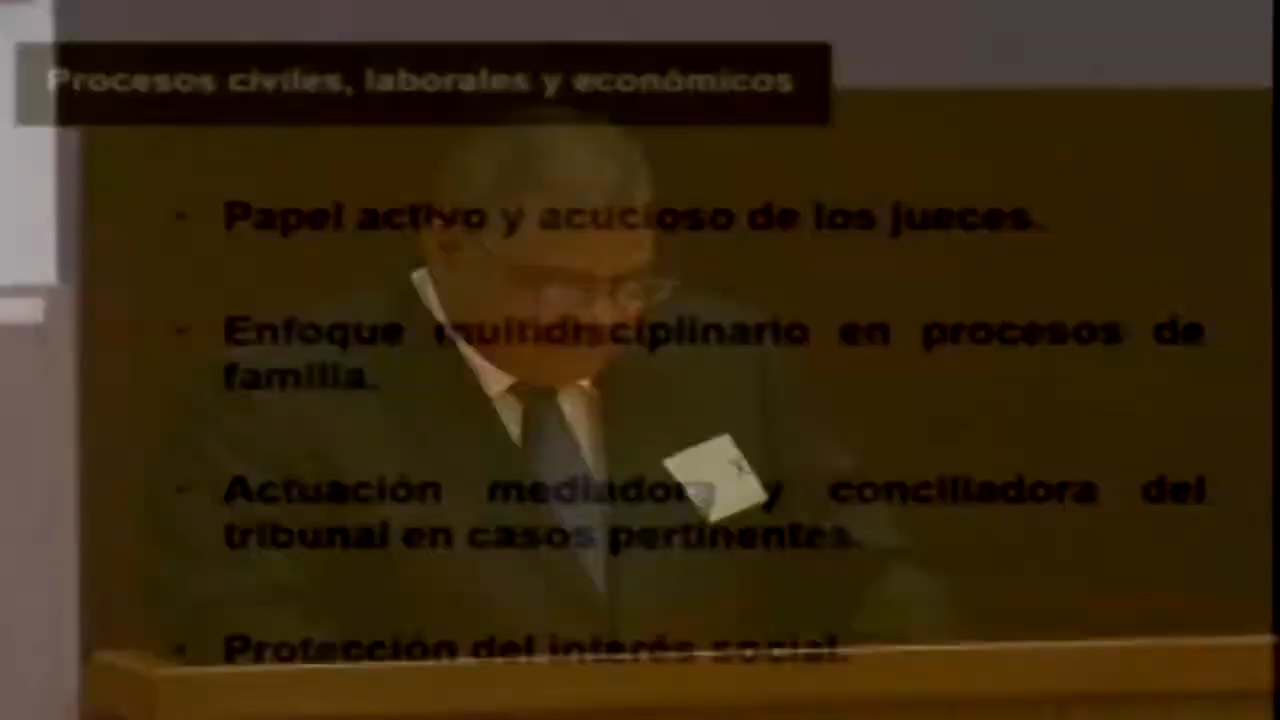 Procesos civiles, laborales y económicos
- Papel activo y acucioso de los jueces.
- Enfoque multidisciplinario en procesos de
familia.
- Actuación mediadora y conciliadora del
tribunal en casos pertinentes.
- Protección del interés social.